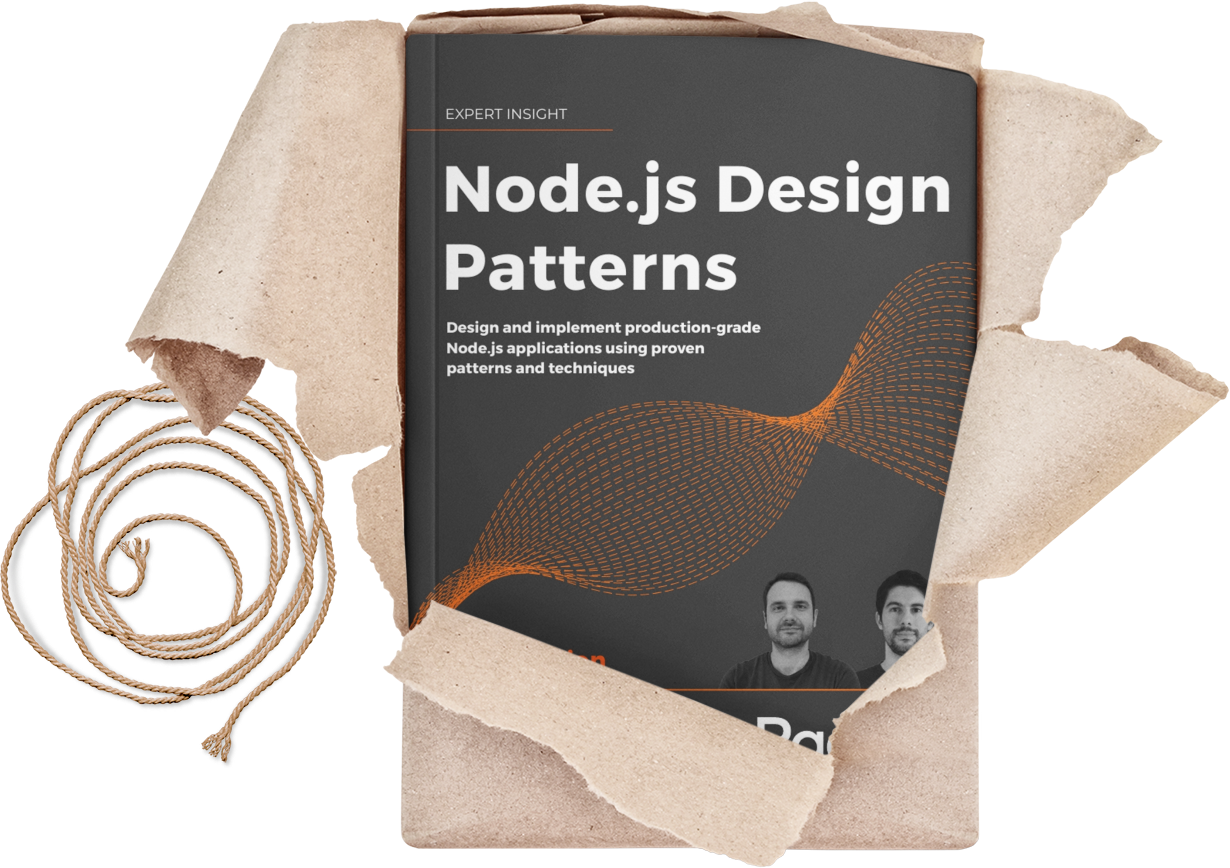 EXPERT INSIGHT
Node.js Design
Patterns
Design and implement production-grade
Node.js applications using proven
patterns and techniques